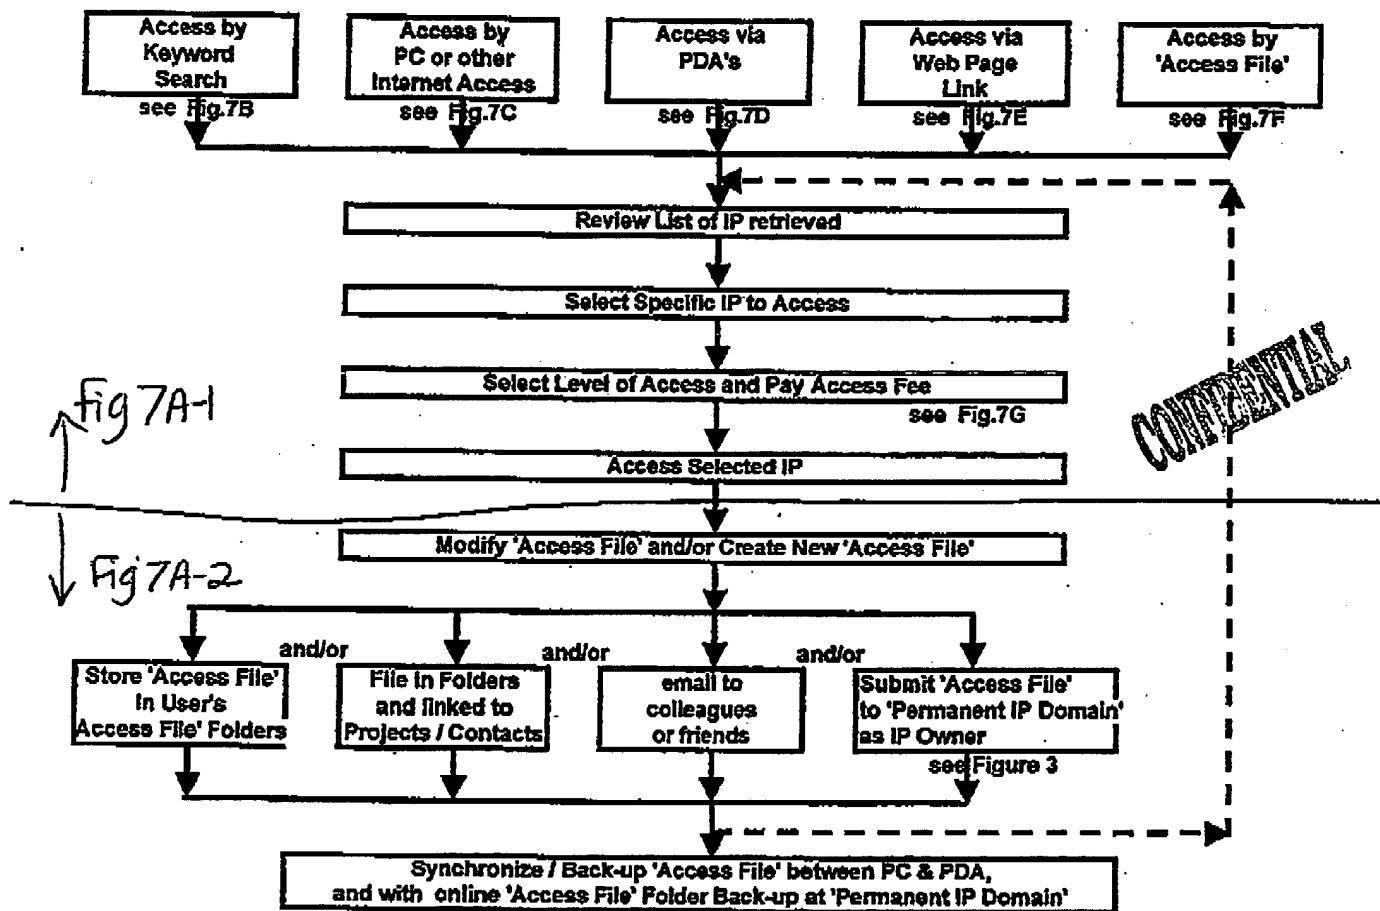 Access by
Keyword
Search
see Fig.7B
Access by
PC or other
Internet Access
see Fig.7C
Access via
PDA's
see Fig.7D
Access via
Web Page
Link
see Fig.7E
Access by
'Access File'
see Fig.7F
Review List of IP retrieved
Select Specific IP to Access
Select Level of Access and Pay Access Fee
see Fig.7G
CONFIDENTIAL
fig 7A-1
Access Selected IP
Modify 'Access File' and/or Create New 'Access File'
Fig 7A-2
and/or
and/or
and/or
Store 'Access File'
in User's
Access File' Folders
File in Folders
and linked to
Projects / Contacts
email to
colleagues
or friends
Submit 'Access File'
to 'Permanent IP Domain'
as IP Owner
see Figure 3
Synchronize / Back-up 'Access File' between PC & PDA,
and with online 'Access File' Folder Back-up at 'Permanent IP Domain'